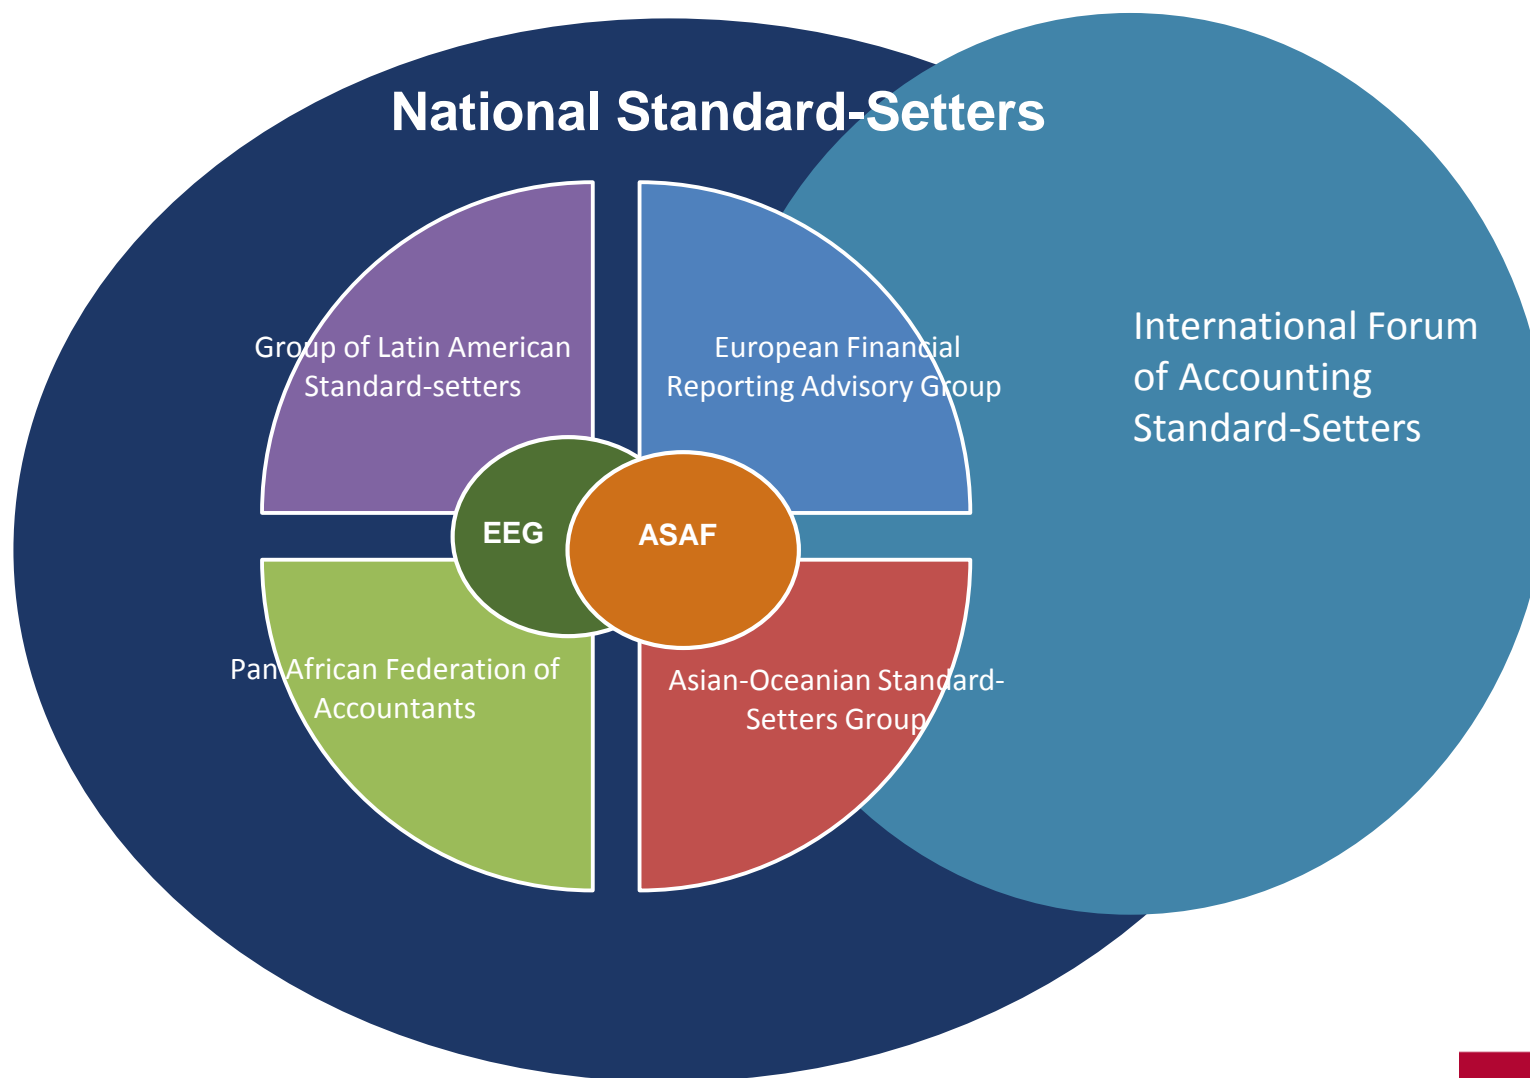 National Standard-Setters
Group of Latin American
Standard-setters
European Financial
Reporting Advisory Group
International Forum
of Accounting
Standard-Setters
EEG
ASAF
Pan African Federation of
Accountants
Asian-Oceanian Standard-
Setters Group